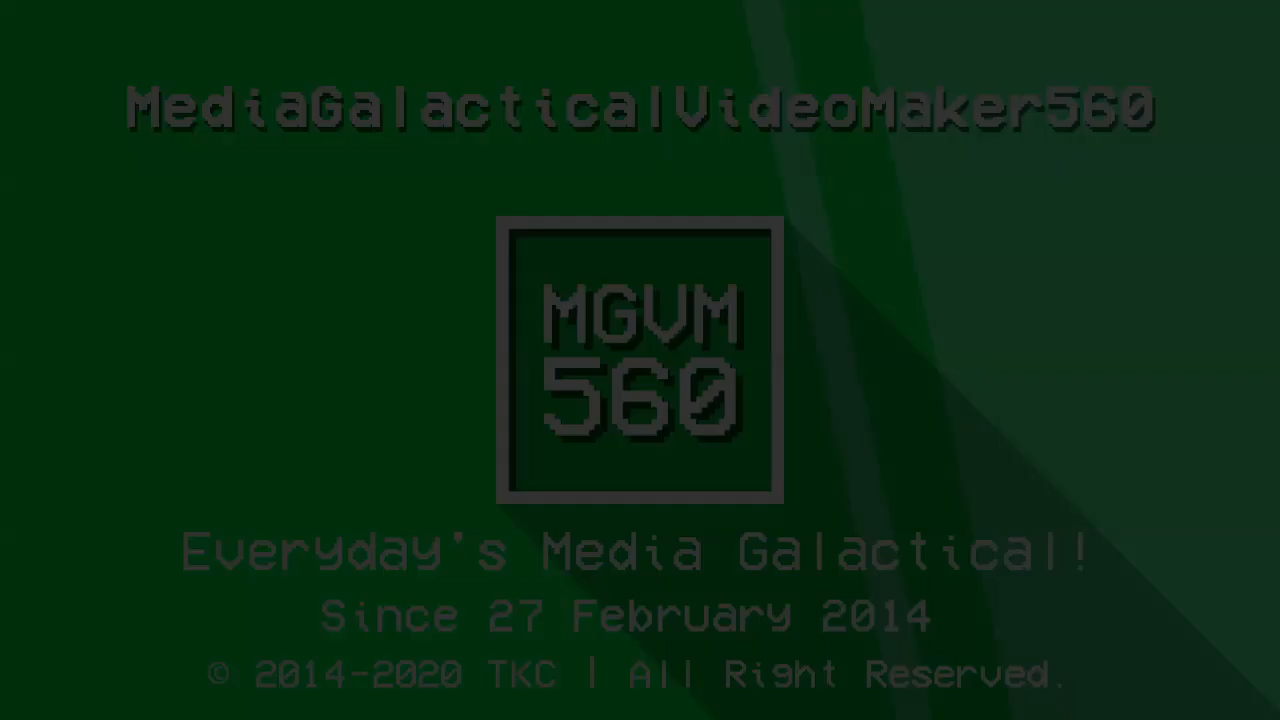 MediaGalacticalVideoMaker560
MGVM
560
Everyday's Media Galactical!
Since 27 February 2014
© 2014-2020 TKC | All Right Reserved.